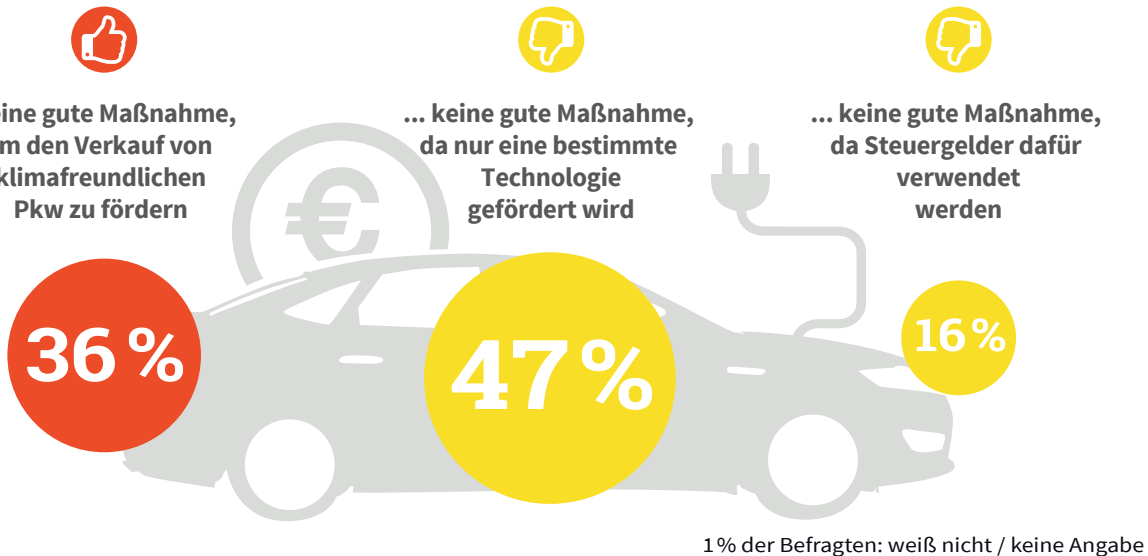 eine gute Maßnahme,
m den Verkauf von
klimafreundlichen
Pkw zu fördern
36 %
... keine gute Maßnahme,
da nur eine bestimmte
Technologie
gefördert wird
47 %
... keine gute Maßnahme,
da Steuergelder dafür
verwendet
werden
16 %
€
1 % der Befragten: weiß nicht / keine Angabe